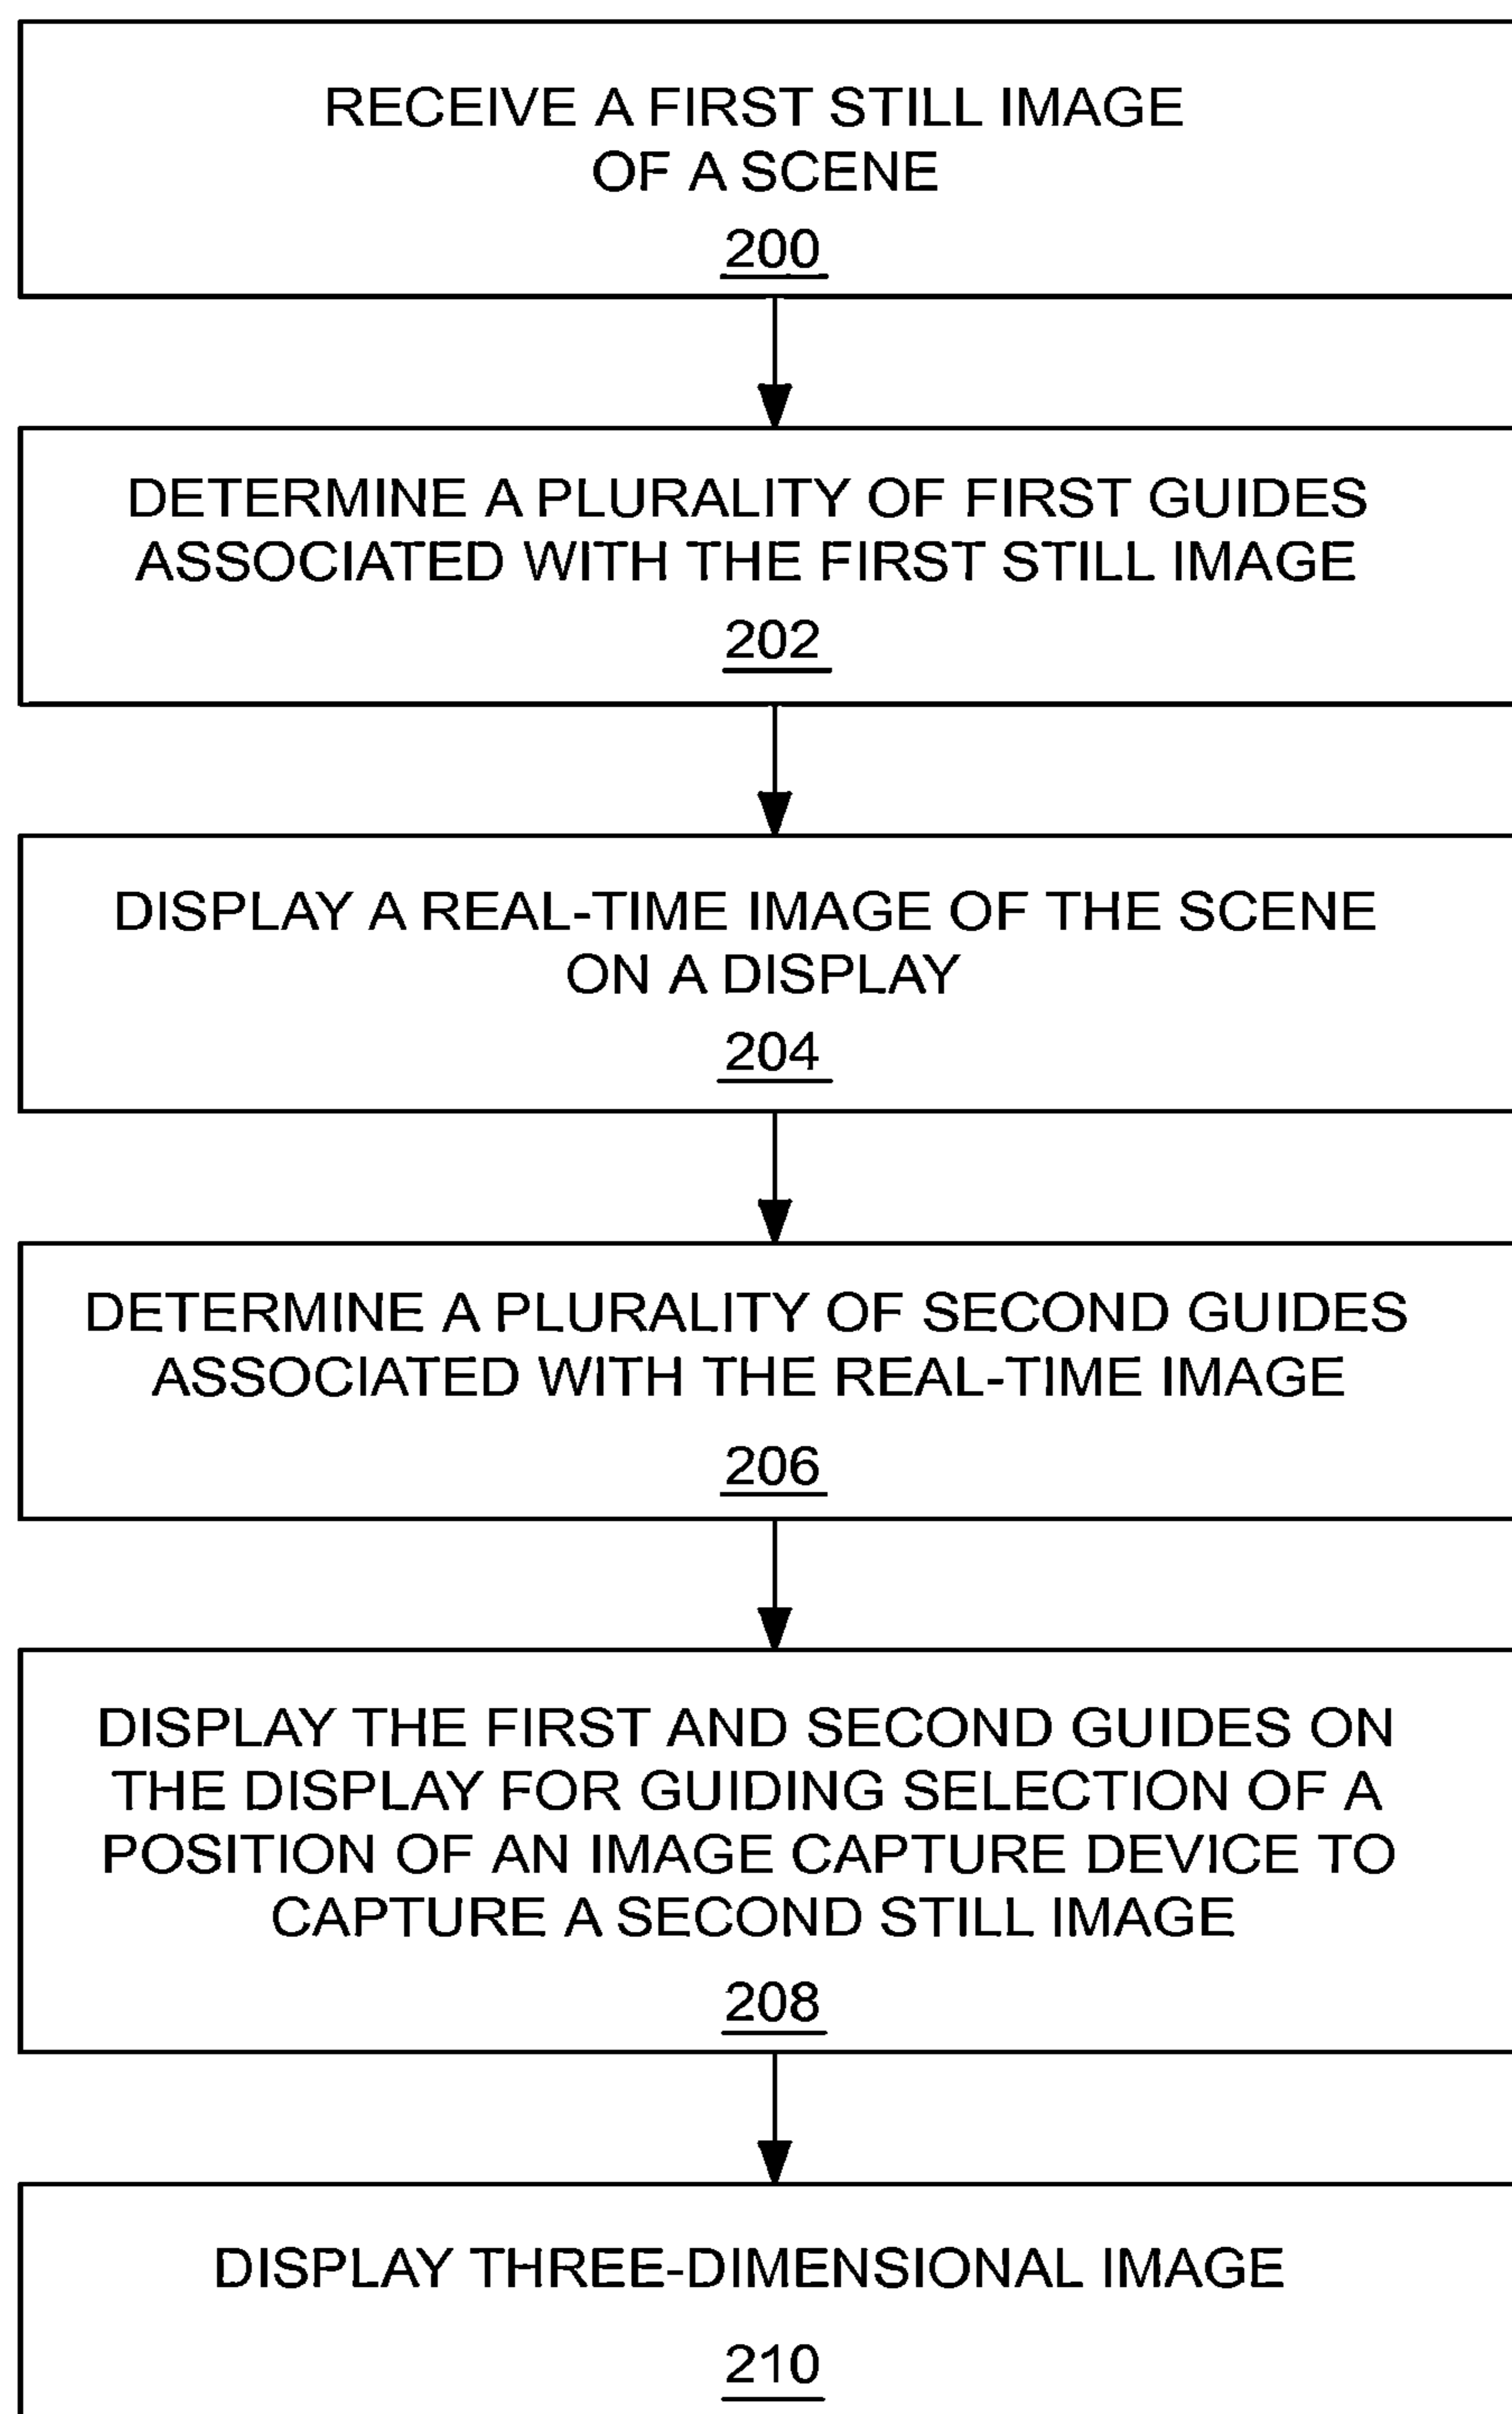 RECEIVE A FIRST STILL IMAGE
OF A SCENE
200
DETERMINE A PLURALITY OF FIRST GUIDES
ASSOCIATED WITH THE FIRST STILL IMAGE
202
DISPLAY A REAL-TIME IMAGE OF THE SCENE
ON A DISPLAY
204
DETERMINE A PLURALITY OF SECOND GUIDES
ASSOCIATED WITH THE REAL-TIME IMAGE
206
DISPLAY THE FIRST AND SECOND GUIDES ON
THE DISPLAY FOR GUIDING SELECTION OF A
POSITION OF AN IMAGE CAPTURE DEVICE TO
CAPTURE A SECOND STILL IMAGE
208
DISPLAY THREE-DIMENSIONAL IMAGE
210